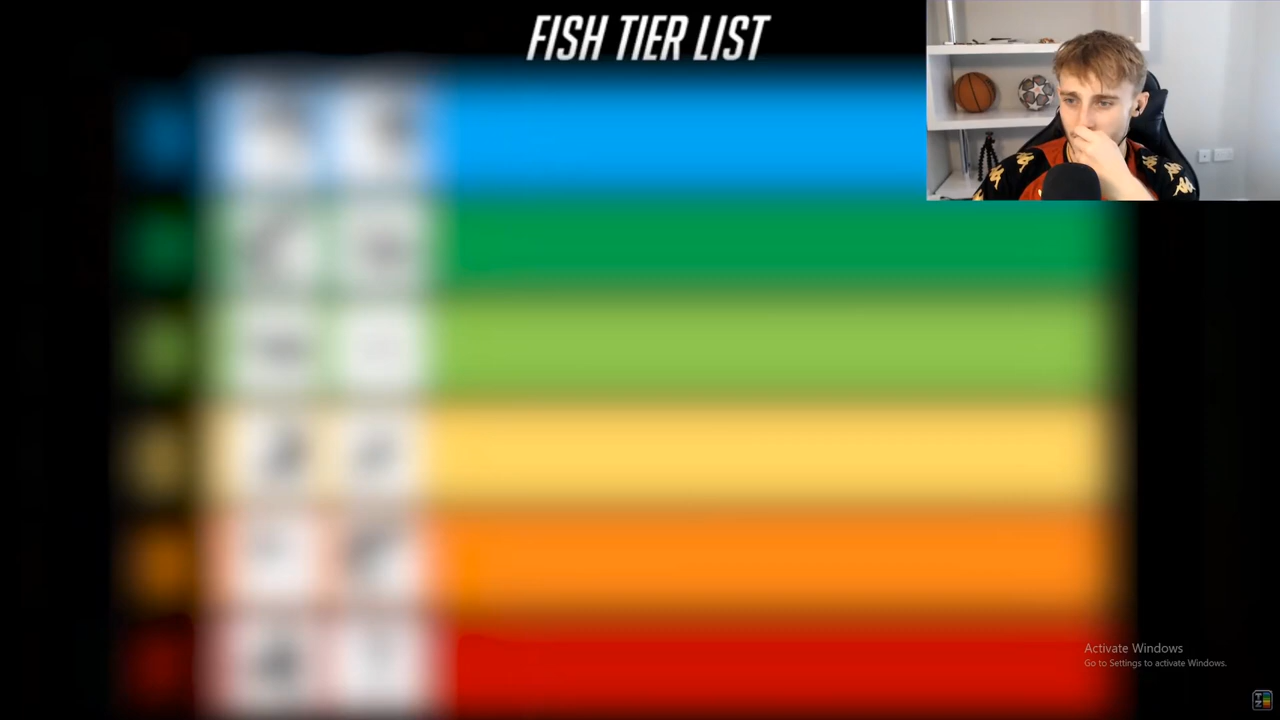 FISH TIER LIST
Activate Windows
Go to Settings to activate Windows.